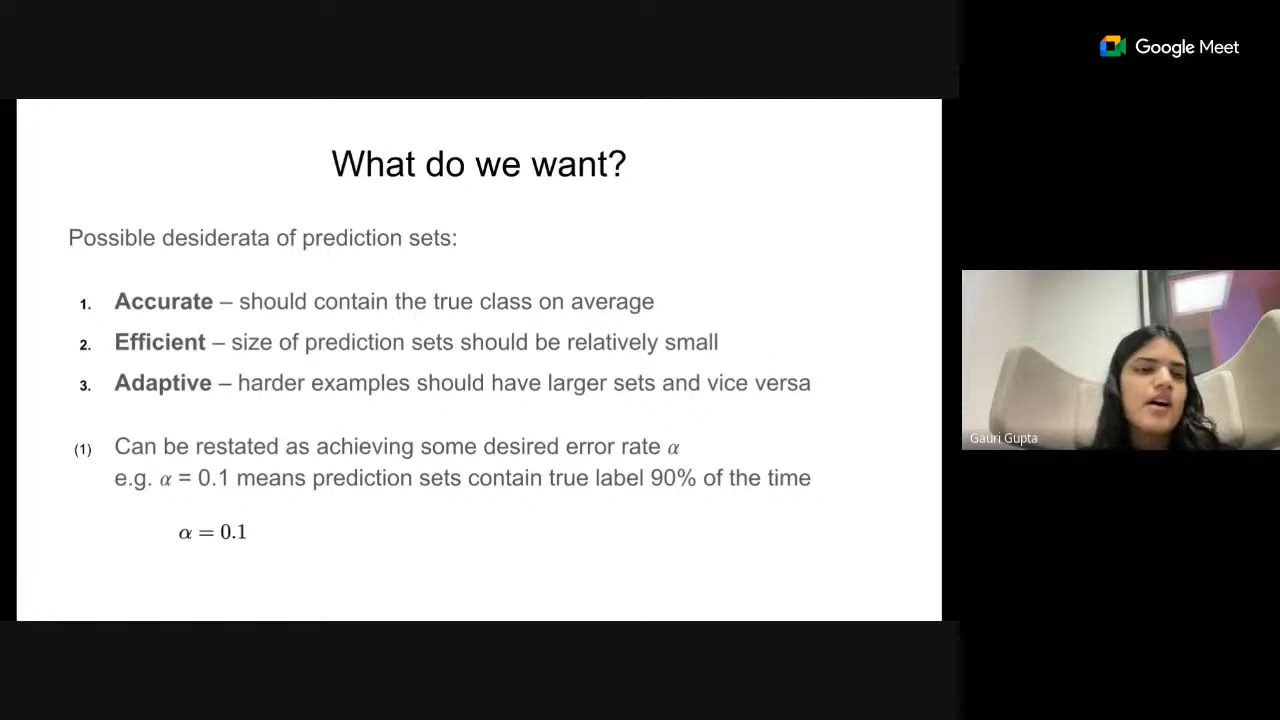 Google Meet
What do we want?
Possible desiderata of prediction sets:
1. Accurate – should contain the true class on average
2. Efficient – size of prediction sets should be relatively small
3. Adaptive – harder examples should have larger sets and vice versa
(1) Can be restated as achieving some desired error rate α
e.g. α = 0.1 means prediction sets contain true label 90% of the time
α = 0.1
Gauri Gupta